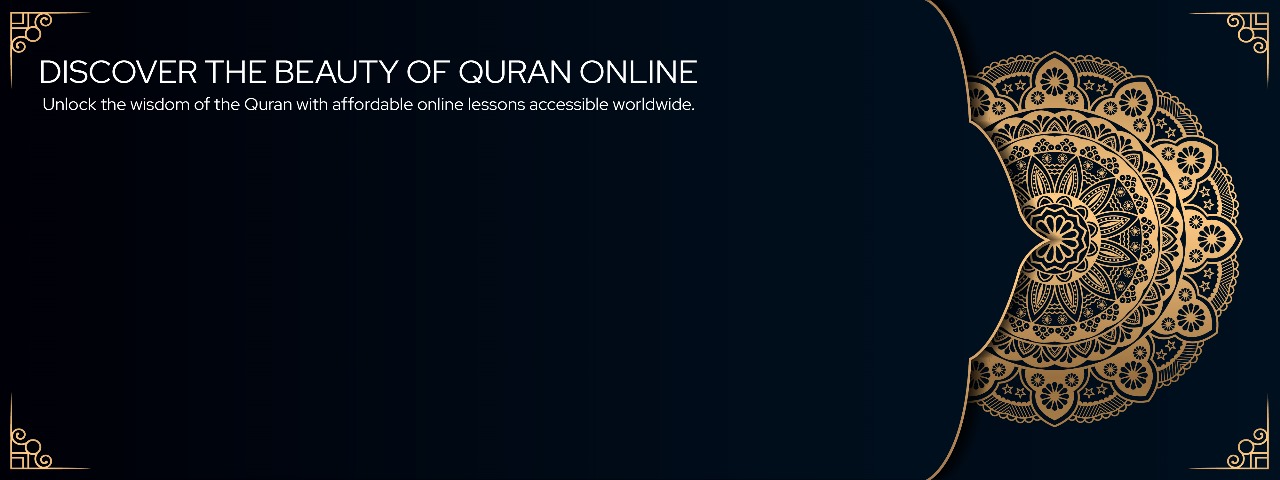 DISCOVER THE BEAUTY OF QURAN ONLINE
Unlock the wisdom of the Quran with affordable online lessons accessible worldwide.